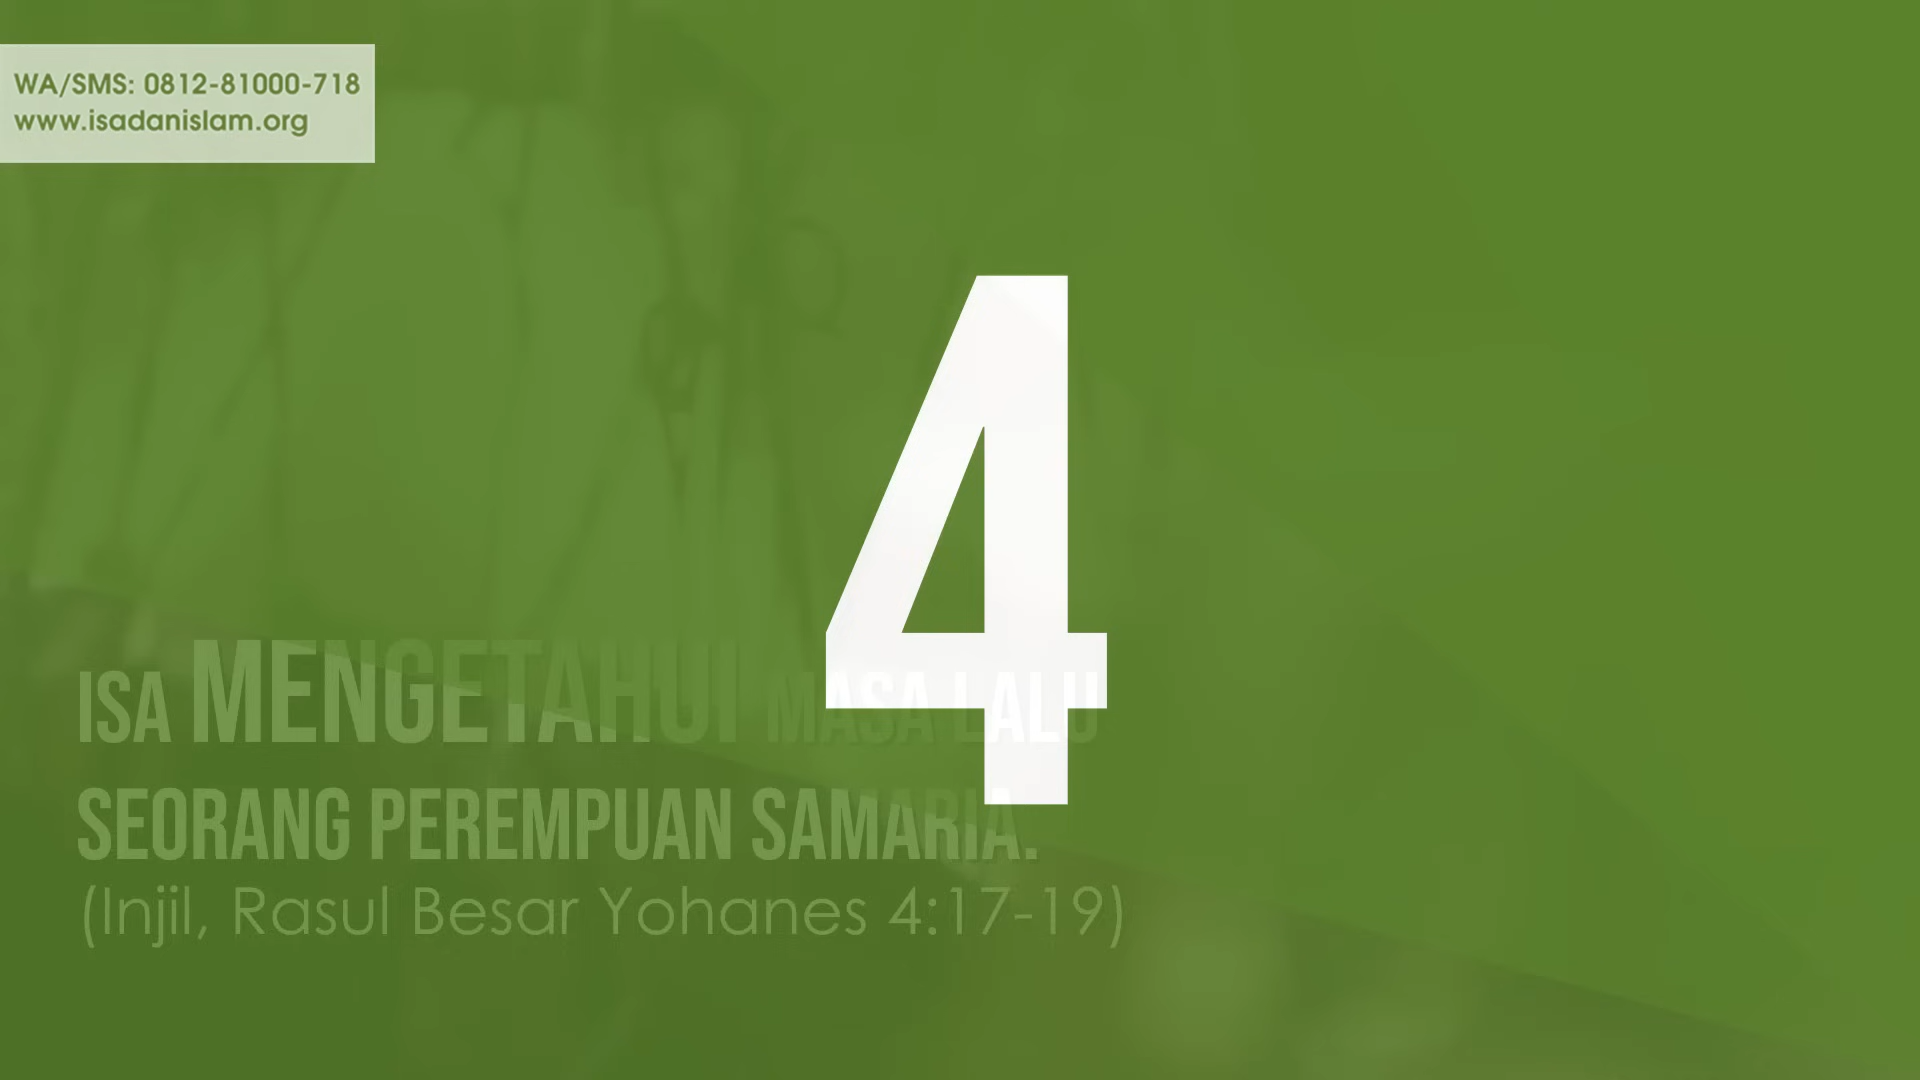 WA/SMS: 0812-81000-718
www.isadanislam.org
4
ISA MENGETAHUI MASA LALU
SEORANG PEREMPUAN SAMARIA.
(Injil, Rasul Besar Yohanes 4:17-19)